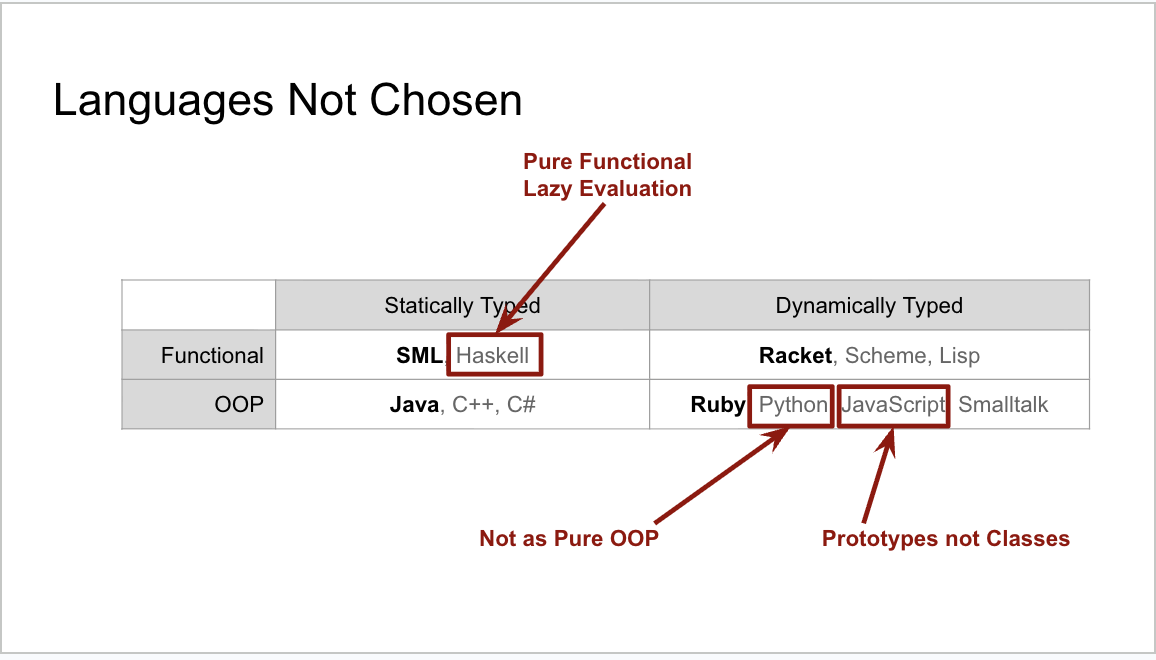 Languages Not Chosen
Pure Functional
Lazy Evaluation
Statically Typed Dynamically Typed
Functional SML, Haskell Racket, Scheme, Lisp
OOP Java, C++, C# Ruby Python JavaScript Smalltalk
Not as Pure OOP Prototypes not Classes